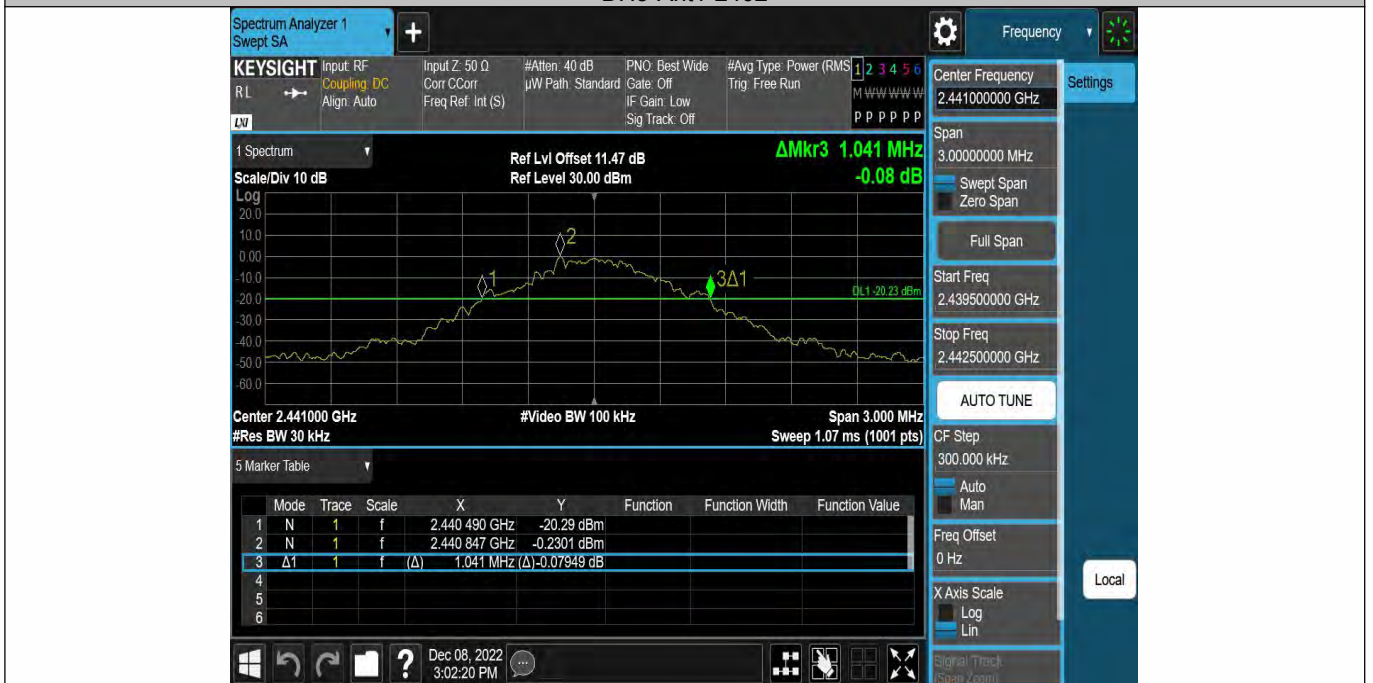 Spectrum Analyzer 1
Swept SA
+
Frequency
KEYSIGHT
RL
LXI
Input: RF
Coupling: DC
Align: Auto
Input Z: 50 Ω
Corr CCorr
Freq Ref: Int (S)
#Atten: 40 dB
µW Path: Standard
PNO: Best Wide
Gate: Off
IF Gain: Low
Sig Track: Off
#Avg Type: Power (RMS
Trig: Free Run
1 2 3 4 5 6
M W W W W W
P P P P P P
Settings
Center Frequency
2.441000000 GHz
Span
3.00000000 MHz
Swept Span
Zero Span
Full Span
Start Freq
2.439500000 GHz
Stop Freq
2.442500000 GHz
AUTO TUNE
CF Step
300.000 kHz
Auto
Man
Freq Offset
0 Hz
X Axis Scale
Log
Lin
Signal Track
(Span Zoom)
Local
1 Spectrum
Scale/Div 10 dB
Ref Lvl Offset 11.47 dB
Ref Level 30.00 dBm
ΔMkr3 1.041 MHz
-0.08 dB
Log
20.0
10.0
0.00
-10.0
-20.0
-30.0
-40.0
-50.0
-60.0
1
2
3Δ1
DL1 -20.23 dBm
Center 2.441000 GHz
#Video BW 100 kHz
Span 3.000 MHz
#Res BW 30 kHz
Sweep 1.07 ms (1001 pts)
5 Marker Table
Mode Trace Scale X Y Function Function Width Function Value
1 N 1 f 2.440 490 GHz -20.29 dBm
2 N 1 f 2.440 847 GHz -0.2301 dBm
3 Δ1 1 f (Δ) 1.041 MHz (Δ) -0.07949 dB
4
5
6
?
Dec 08, 2022
3:02:20 PM